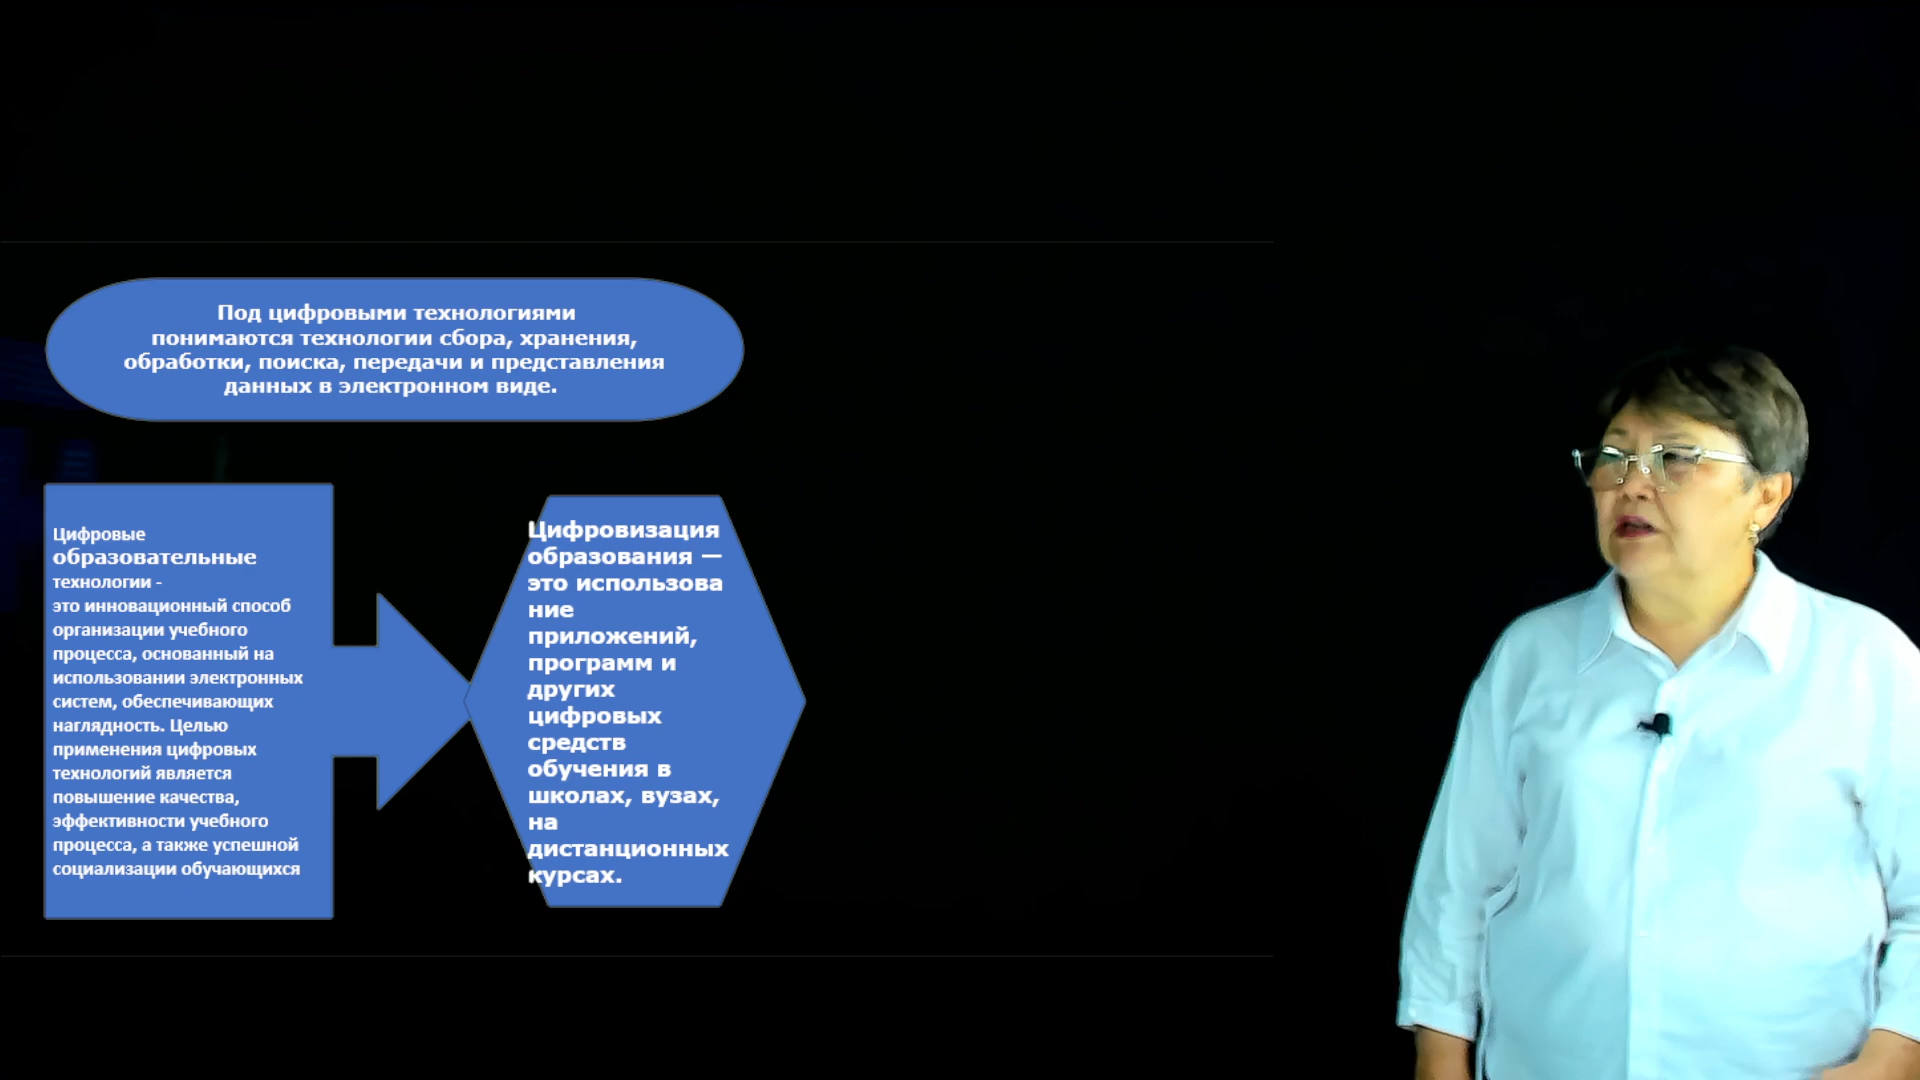 Под цифровыми технологиями
понимаются технологии сбора, хранения,
обработки, поиска, передачи и представления
данных в электронном виде.
Цифровые
образовательные
технологии -
это инновационный способ
организации учебного
процесса, основанный на
использовании электронных
систем, обеспечивающих
наглядность. Целью
применения цифровых
технологий является
повышение качества,
эффективности учебного
процесса, а также успешной
социализации обучающихся
Цифровизация
образования —
это использова
ние
приложений,
программ и
других
цифровых
средств
обучения в
школах, вузах,
на
дистанционных
курсах.